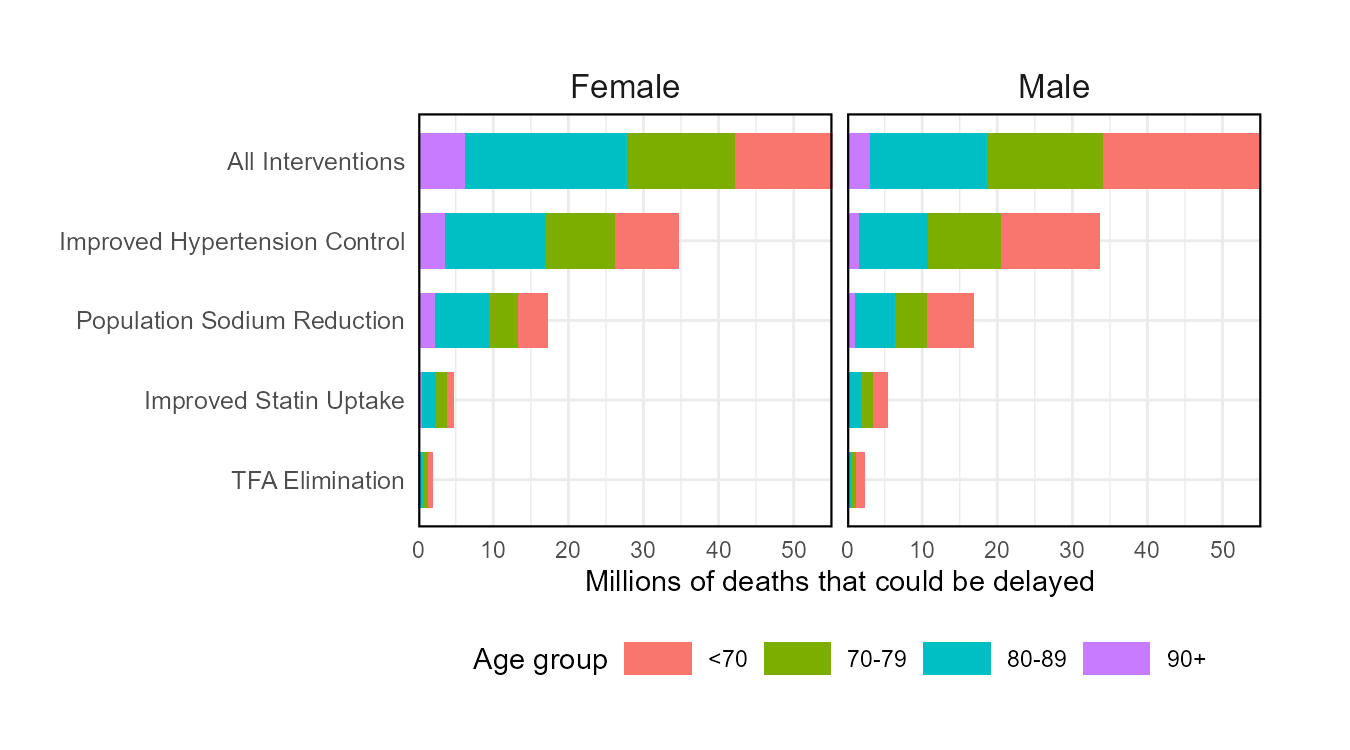 Female Male
All Interventions
Improved Hypertension Control
Population Sodium Reduction
Improved Statin Uptake
TFA Elimination
0 10 20 30 40 50 0 10 20 30 40 50
Millions of deaths that could be delayed
Age group <70 70-79 80-89 90+